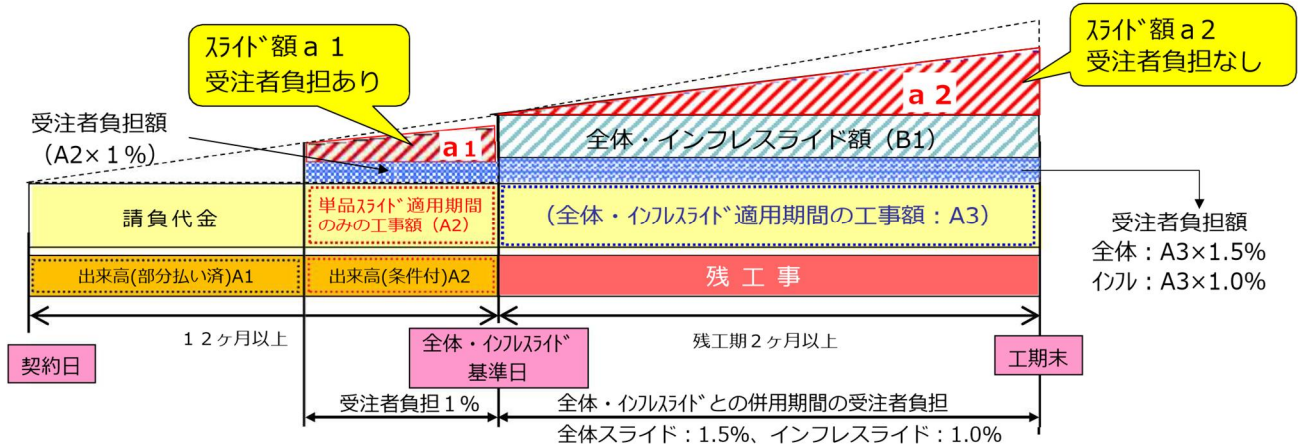 ｽﾗｲﾄﾞ額ａ１
受注者負担あり
ｽﾗｲﾄﾞ額ａ２
受注者負担なし
受注者負担額
（A2×１%）
ａ１
ａ２
全体・インフレスライド額（B1）
請負代金
単品ｽﾗｲﾄﾞ適用期間
のみの工事額（A2）
（全体・ｲﾝﾌﾚｽﾗｲﾄﾞ適用期間の工事額：A3）
受注者負担額
全体：A3×1.5%
ｲﾝﾌﾚ：A3×1.0%
出来高(部分払い済)A1
出来高(条件付)A2
残工事
１２ヶ月以上
残工期２ヶ月以上
契約日
全体・ｲﾝﾌﾚｽﾗｲﾄﾞ
基準日
工期末
受注者負担１%
全体・ｲﾝﾌﾚｽﾗｲﾄﾞとの併用期間の受注者負担
全体スライド：1.5%、インフレスライド：1.0%